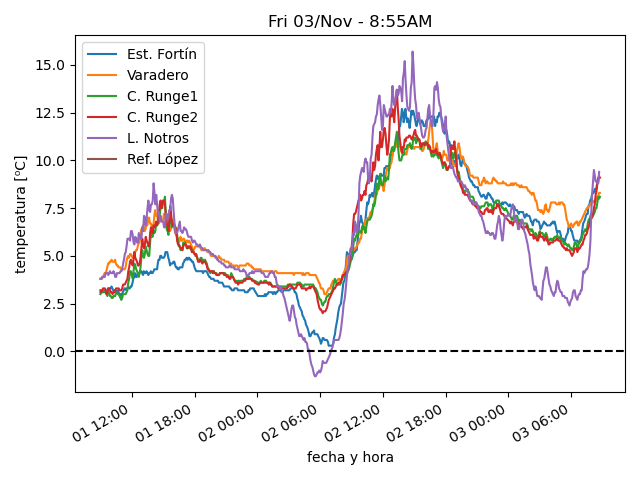 Fri 03/Nov - 8:55AM
Est. Fortín
Varadero
C. Runge1
C. Runge2
L. Notros
Ref. López
temperatura [ºC]
15.0
12.5
10.0
7.5
5.0
2.5
0.0
01 12:00
01 18:00
02 00:00
02 06:00
02 12:00
02 18:00
03 00:00
03 06:00
fecha y hora